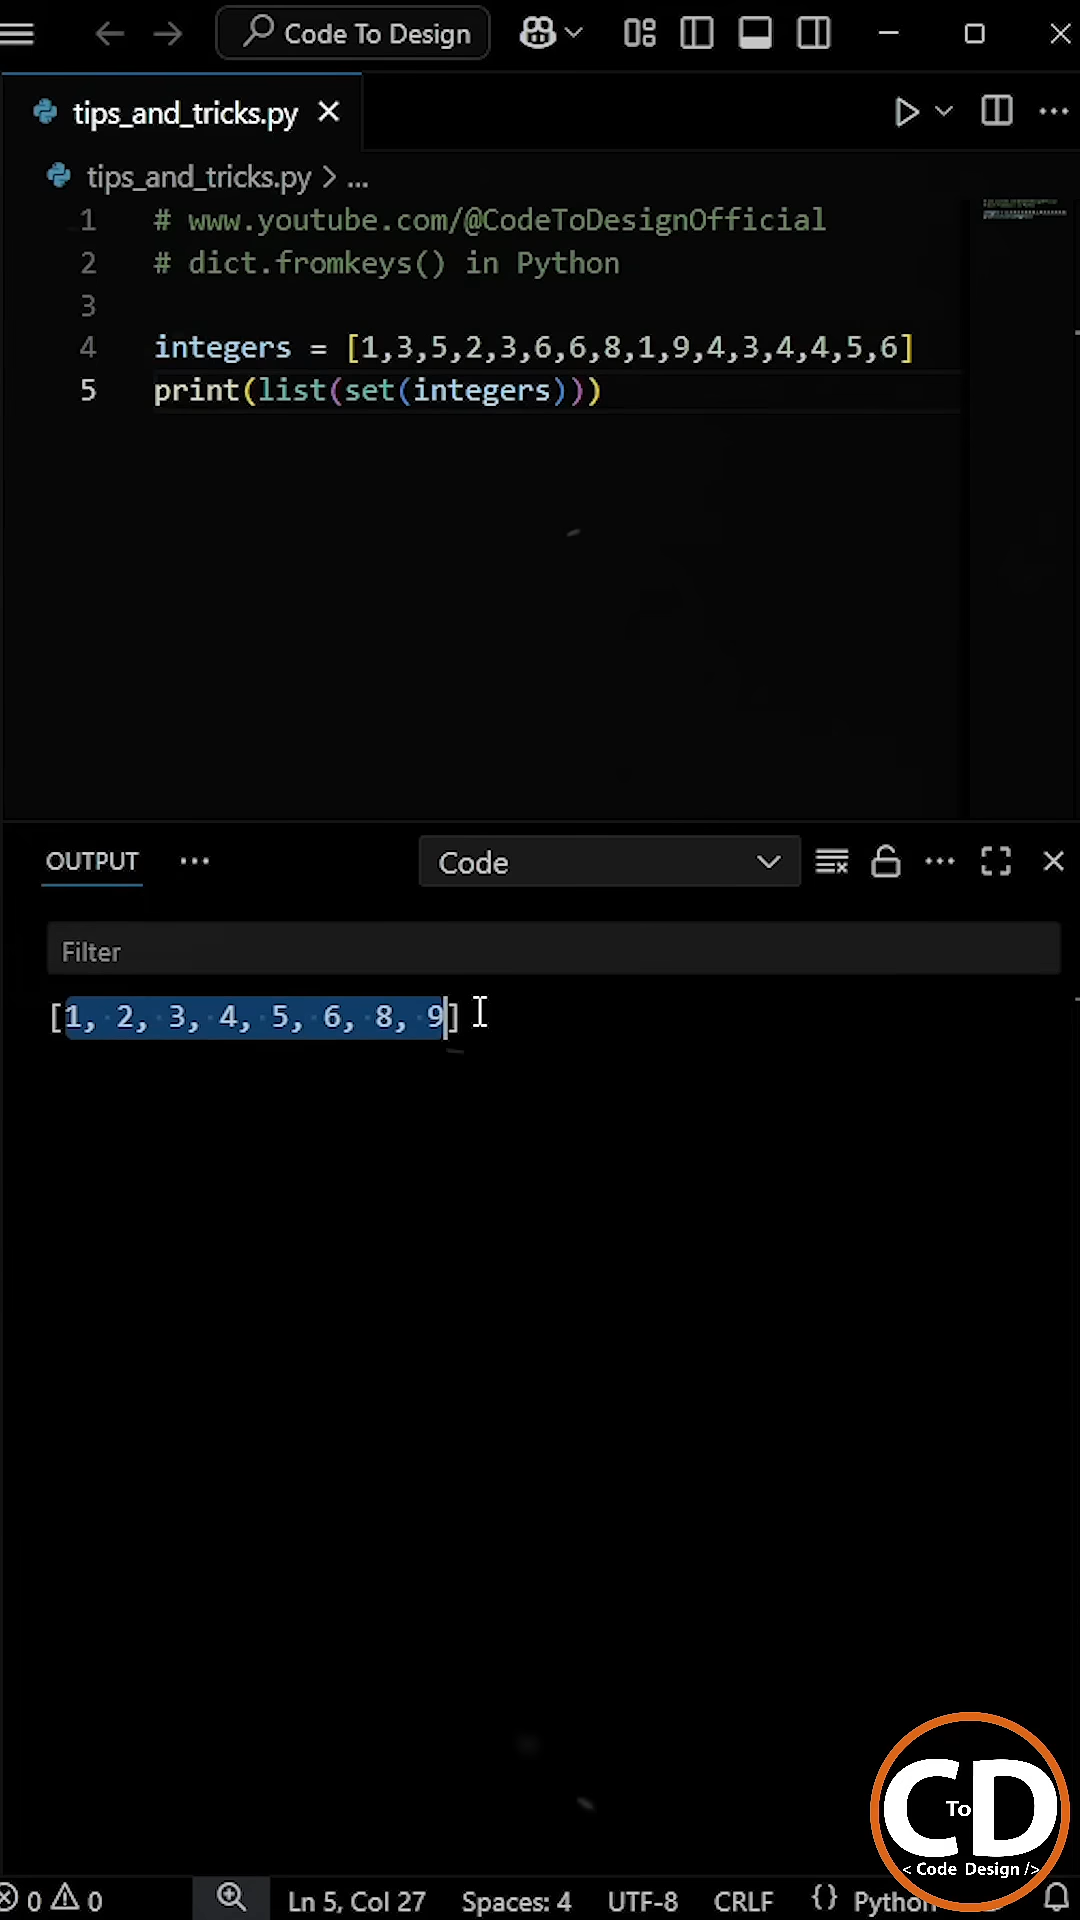 Code To Design
tips_and_tricks.py
tips_and_tricks.py > ...
1 # www.youtube.com/@CodeToDesignOfficial
2 # dict.fromkeys() in Python
3
4 integers = [1,3,5,2,3,6,6,8,1,9,4,3,4,4,5,6]
5 print(list(set(integers)))
OUTPUT ... Code
Filter
[1, 2, 3, 4, 5, 6, 8, 9]
CD
To
< Code Design />
0 0 Ln 5, Col 27 Spaces: 4 UTF-8 CRLF {} Python